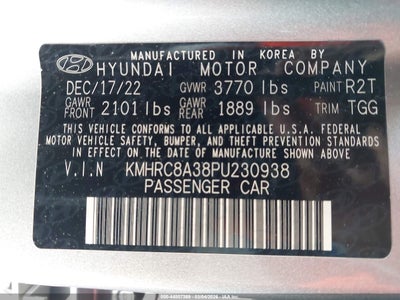 MANUFACTURED IN KOREA BY
HYUNDAI MOTOR COMPANY
DEC/17/22 GVWR 3770 lbs PAINT R2T
GAWR FRONT 2101 lbs GAWR REAR 1889 lbs TRIM TGG
THIS VEHICLE CONFORMS TO ALL APPLICABLE U.S.A. FEDERAL
MOTOR VEHICLE SAFETY, BUMPER, AND THEFT PREVENTION STANDARDS
IN EFFECT ON THE DATE OF MANUFACTURE SHOWN ABOVE.
V.I.N KMHRC8A38PU230938
PASSENGER CAR